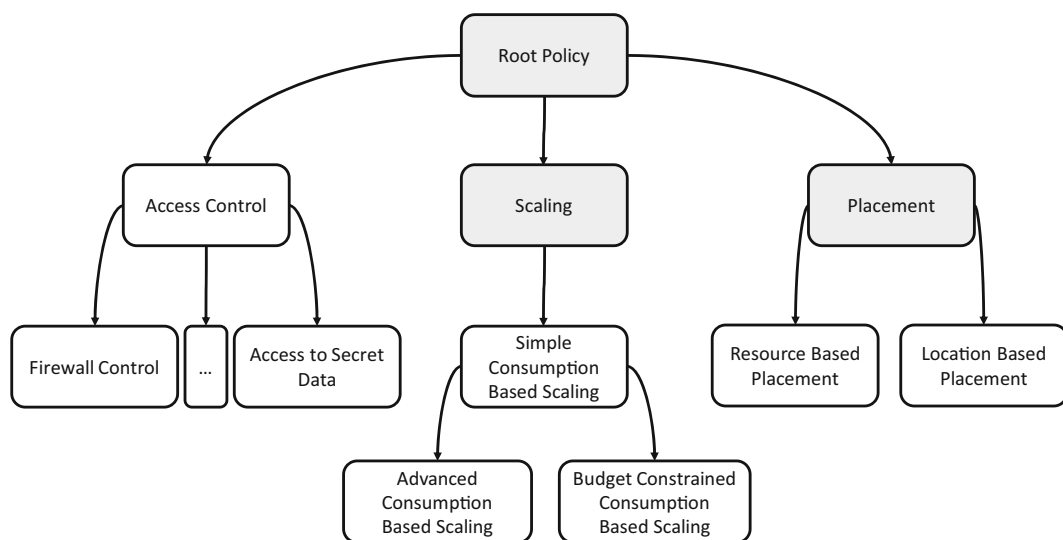 Root Policy
Access Control
Scaling
Placement
Firewall Control
...
Access to Secret
Data
Simple
Consumption
Based Scaling
Resource Based
Placement
Location Based
Placement
Advanced
Consumption
Based Scaling
Budget Constrained
Consumption
Based Scaling